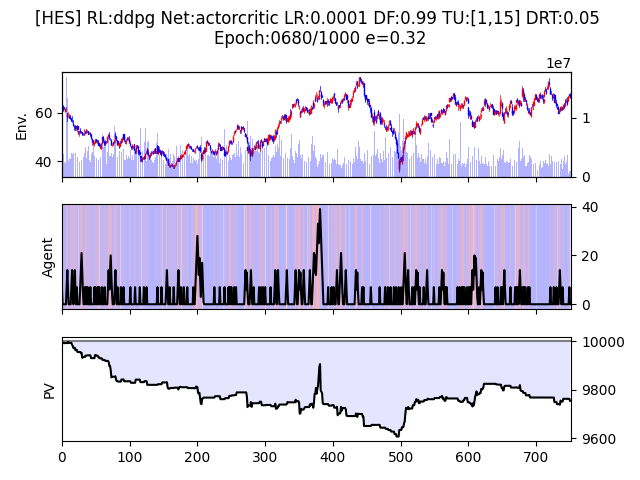 [HES] RL:ddpg Net:actorcritic LR:0.0001 DF:0.99 TU:[1,15] DRT:0.05
Epoch:0680/1000 e=0.32
1e7
Env.
60
40
1
0
Agent
40
20
0
PV
10000
9800
9600
0 100 200 300 400 500 600 700